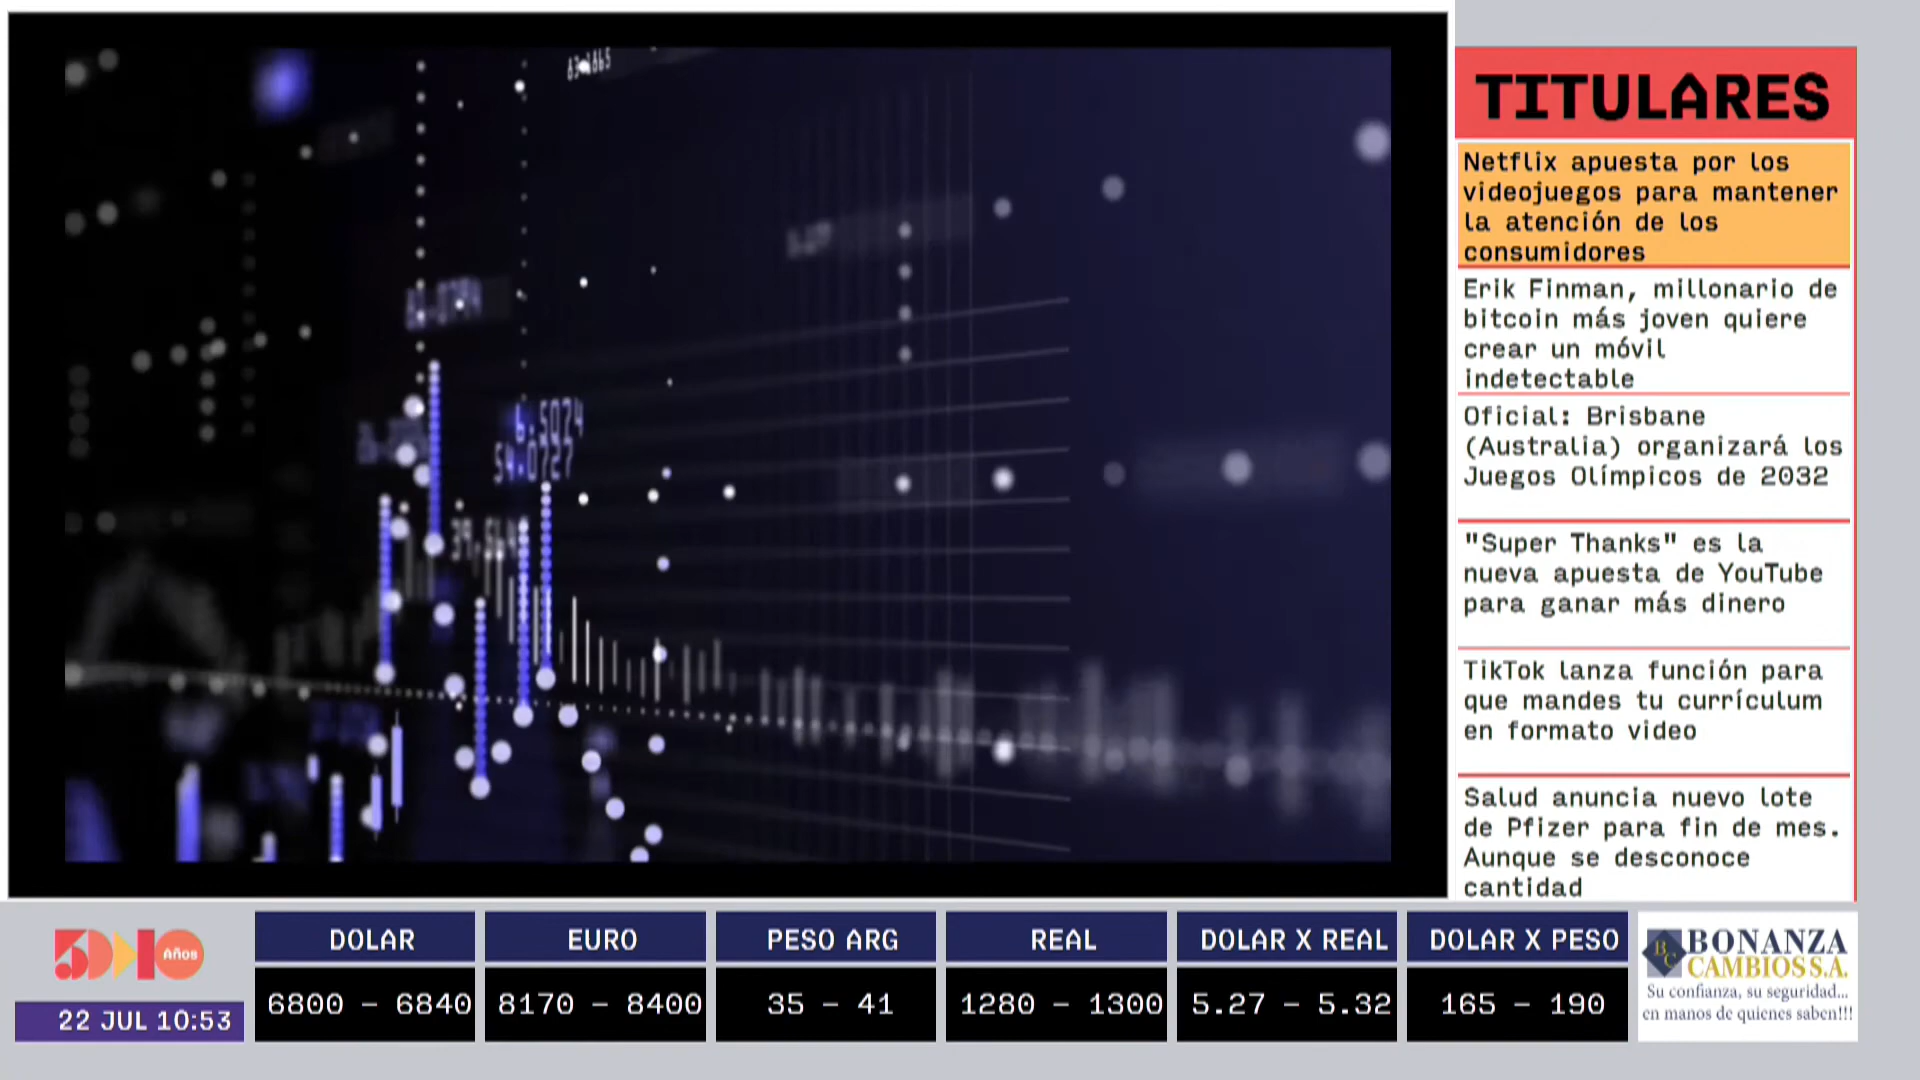 6.5074
54.0727
TITULARES
Netflix apuesta por los
videojuegos para mantener
la atención de los
consumidores
Erik Finman, millonario de
bitcoin más joven quiere
crear un móvil
indetectable
Oficial: Brisbane
(Australia) organizará los
Juegos Olímpicos de 2032
"Super Thanks" es la
nueva apuesta de YouTube
para ganar más dinero
TikTok lanza función para
que mandes tu currículum
en formato video
Salud anuncia nuevo lote
de Pfizer para fin de mes.
Aunque se desconoce
cantidad
Años
22 JUL 10:53
DOLAR
6800 - 6840
EURO
8170 - 8400
PESO ARG
35 - 41
REAL
1280 - 1300
DOLAR X REAL
5.27 - 5.32
DOLAR X PESO
165 - 190
BC
BONANZA
CAMBIOS S.A.
Su confianza, su seguridad...
en manos de quienes saben!!!